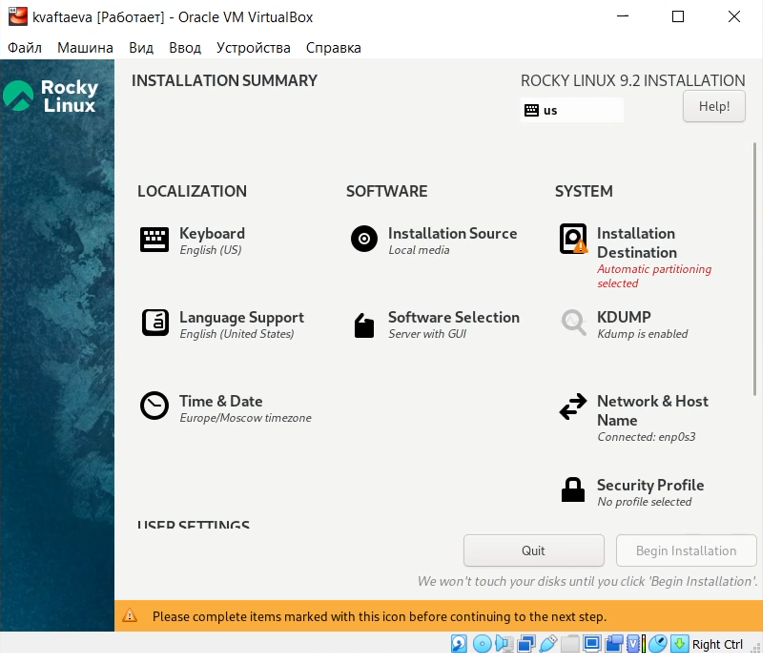 kvaftaeva [Работает] - Oracle VM VirtualBox
Файл Машина Вид Ввод Устройства Справка
Rocky
Linux
INSTALLATION SUMMARY
ROCKY LINUX 9.2 INSTALLATION
us
Help!
LOCALIZATION
Keyboard
English (US)
Language Support
English (United States)
Time & Date
Europe/Moscow timezone
SOFTWARE
Installation Source
Local media
Software Selection
Server with GUI
SYSTEM
Installation
Destination
Automatic partitioning
selected
KDUMP
Kdump is enabled
Network & Host
Name
Connected: enp0s3
Security Profile
No profile selected
USER SETTINGS
Quit
Begin Installation
We won't touch your disks until you click 'Begin Installation'.
Please complete items marked with this icon before continuing to the next step.
Right Ctrl